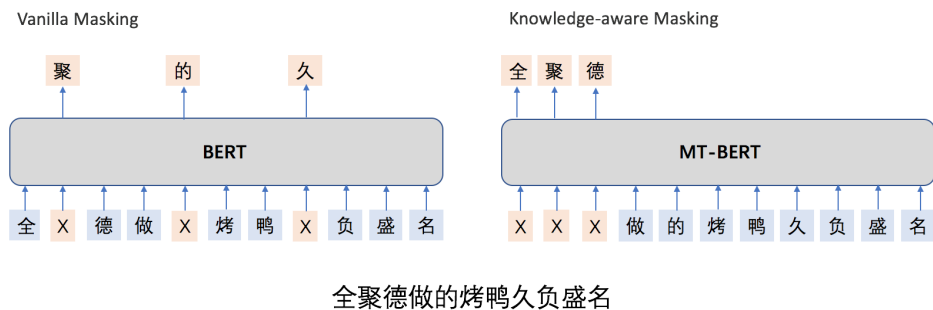 Vanilla Masking
Knowledge-aware Masking
聚 的 久
全 聚 德
BERT
MT-BERT
全 X 德 做 X 烤 鸭 X 负 盛 名
X X X 做 的 烤 鸭 久 负 盛 名
全聚德做的烤鸭久负盛名